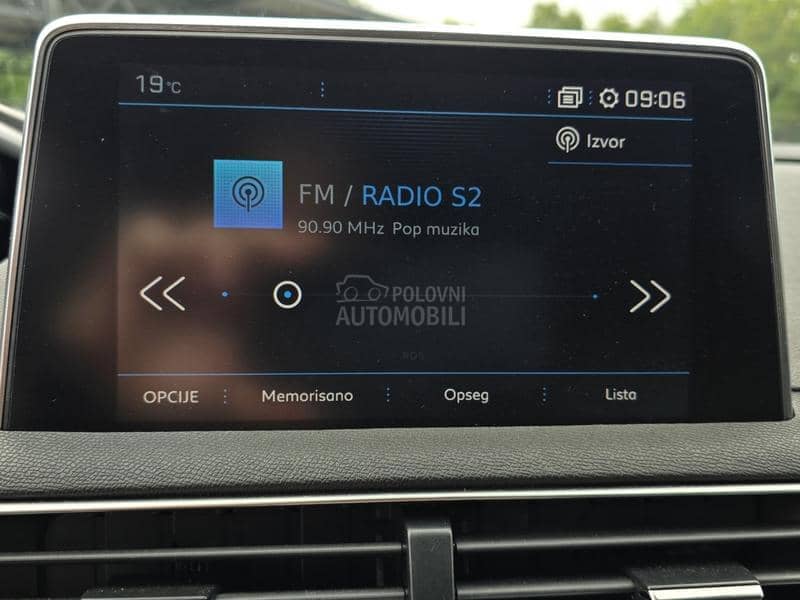 19°C
09:06
Izvor
FM / RADIO S2
90.90 MHz Pop muzika
POLOVNI
AUTOMOBILI
OPCIJE Memorisano Opseg Lista